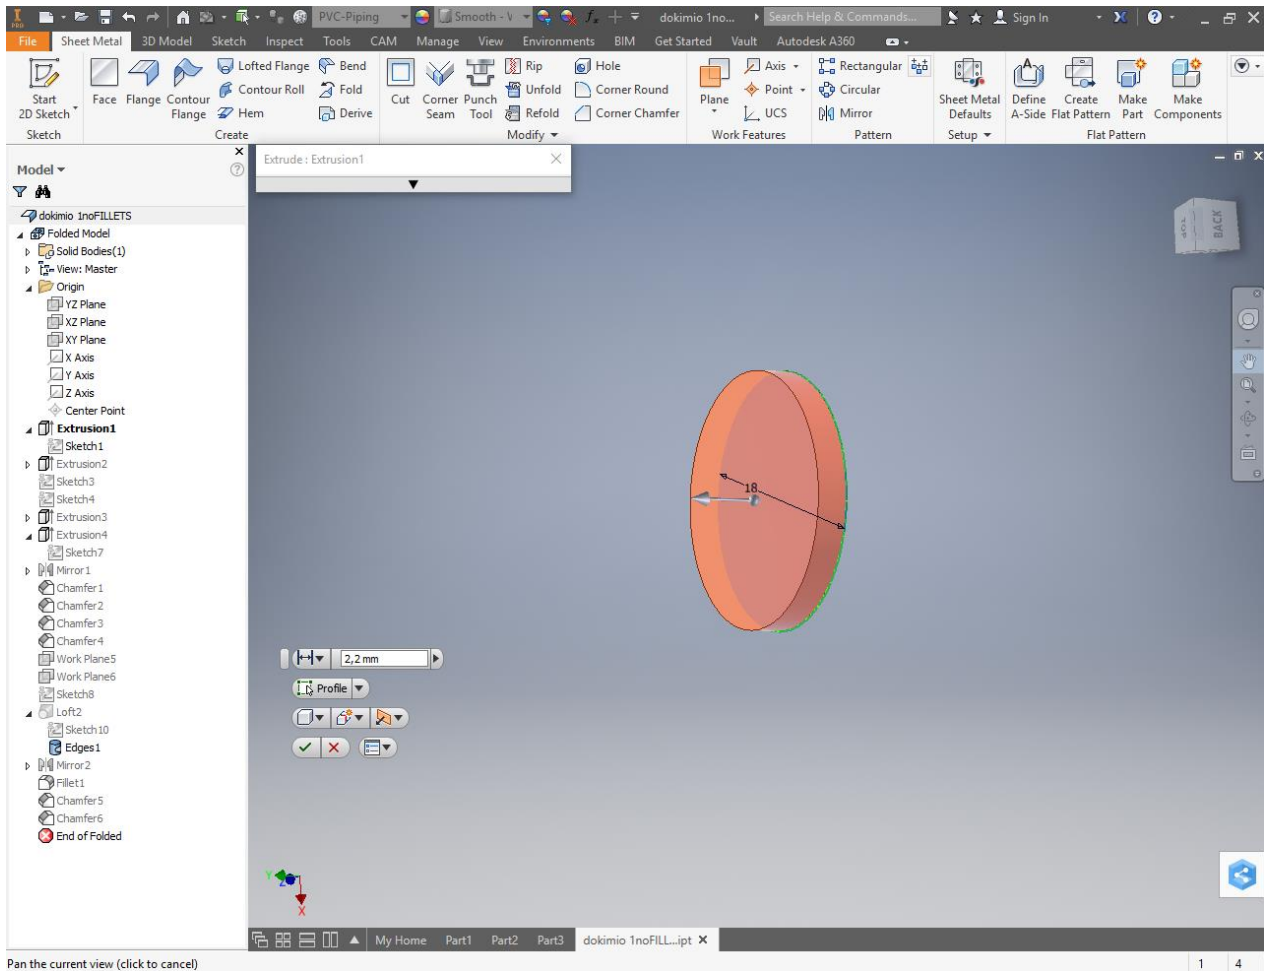 PRO PVC-Piping Smooth - V dokimio 1no... Search Help & Commands... Sign In
File Sheet Metal 3D Model Sketch Inspect Tools CAM Manage View Environments BIM Get Started Vault Autodesk A360
Start 2D Sketch Face Flange Contour Flange Lofted Flange Contour Roll Hem Bend Fold Derive Cut Corner Seam Punch Tool Rip Unfold Refold Hole Corner Round Corner Chamfer Plane Axis Point UCS Rectangular Circular Mirror Sheet Metal Defaults Define A-Side Create Flat Pattern Make Part Make Components
Sketch Create Modify Work Features Pattern Setup Flat Pattern
Model
Extrude : Extrusion1
dokimio 1noFILLETS
Folded Model
Solid Bodies(1)
View: Master
Origin
YZ Plane
XZ Plane
XY Plane
X Axis
Y Axis
Z Axis
Center Point
Extrusion1
Sketch1
Extrusion2
Sketch3
Sketch4
Extrusion3
Extrusion4
Sketch7
Mirror1
Chamfer1
Chamfer2
Chamfer3
Chamfer4
Work Plane5
Work Plane6
Sketch8
Loft2
Sketch10
Edges1
Mirror2
Fillet1
Chamfer5
Chamfer6
End of Folded
TOP BACK
18
2,2 mm
Profile
Y Z
X
My Home Part1 Part2 Part3 dokimio 1noFILL...ipt
Pan the current view (click to cancel) 1 4